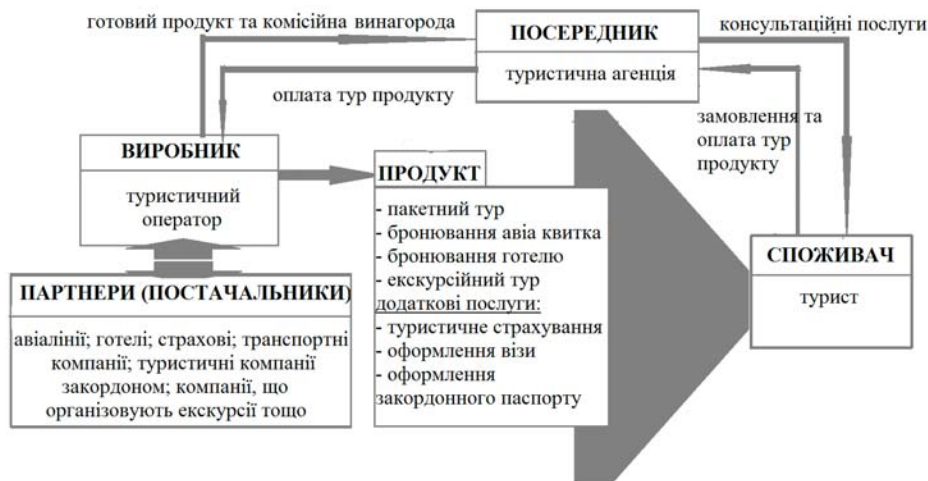 готовий продукт та комісійна винагорода
ПОСЕРЕДНИК
туристична агенція
консультаційні послуги
оплата тур продукту
замовлення та
оплата тур
продукту
ВИРОБНИК
туристичний
оператор
ПРОДУКТ
- пакетний тур
- бронювання авіа квитка
- бронювання готелю
- екскурсійний тур
додаткові послуги:
- туристичне страхування
- оформлення візи
- оформлення
закордонного паспорту
СПОЖИВАЧ
турист
ПАРТНЕРИ (ПОСТАЧАЛЬНИКИ)
авіалінії; готелі; страхові; транспортні
компанії; туристичні компанії
закордоном; компанії, що
організовують екскурсії тощо